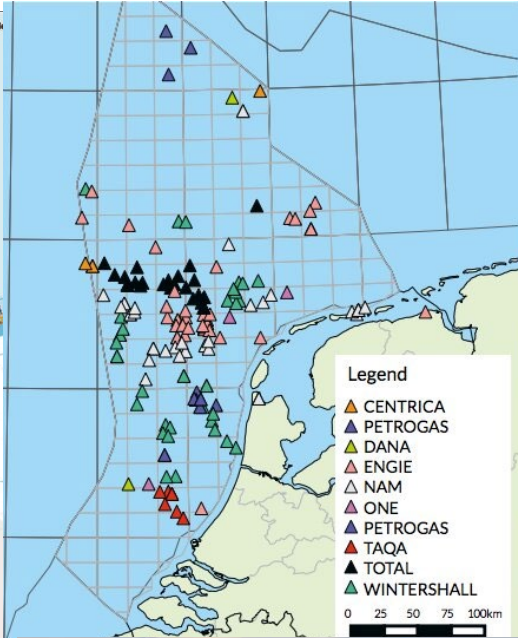 Legend
CENTRICA
PETROGAS
DANA
ENGIE
NAM
ONE
PETROGAS
TAQA
TOTAL
WINTERSHALL
0 25 50 75 100km